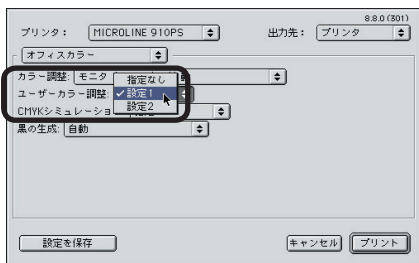 8.8.0 (301)
プリンタ： MICROLINE 910PS 出力先： プリンタ
オフィスカラー
カラー調整: モニタ 動
指定なし
ユーザーカラー調整: ✓設定1
設定2
CMYKシミュレーショ
黒の生成: 自動
設定を保存 キャンセル プリント